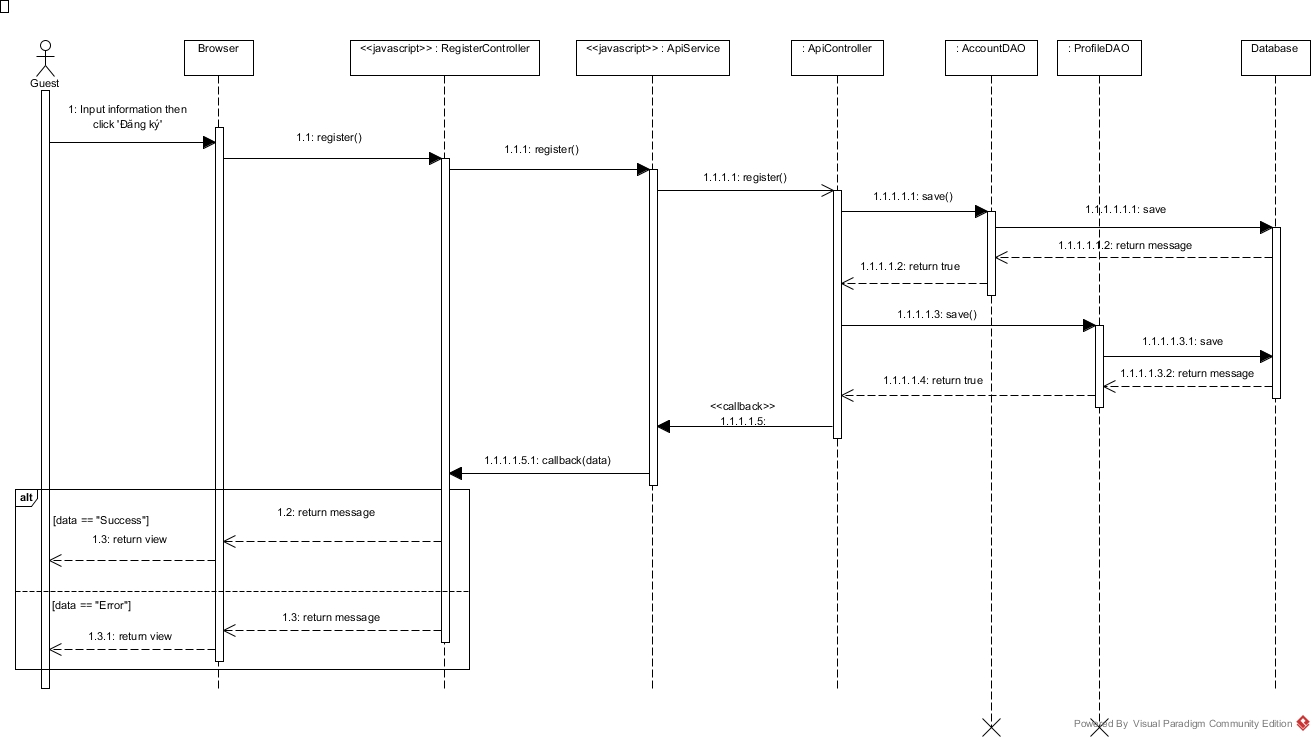 Browser
<<javascript>> : RegisterController
<<javascript>> : ApiService
: ApiController
: AccountDAO
: ProfileDAO
Database
Guest
1: Input information then
click 'Đăng ký'
1.1: register()
1.1.1: register()
1.1.1.1: register()
1.1.1.1.1: save()
1.1.1.1.1.1: save
1.1.1.1.1.2: return message
1.1.1.1.2: return true
1.1.1.1.3: save()
1.1.1.1.3.1: save
1.1.1.1.3.2: return message
1.1.1.1.4: return true
<<callback>>
1.1.1.1.5:
1.1.1.1.5.1: callback(data)
alt
[data == "Success"]
1.2: return message
1.3: return view
[data == "Error"]
1.3: return message
1.3.1: return view
Powered By Visual Paradigm Community Edition